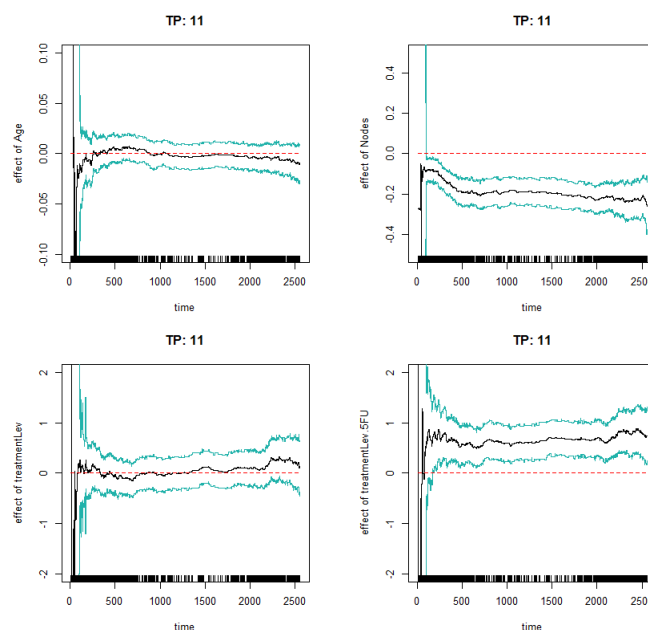 TP: 11
effect of Age
0.10
0.05
0.00
-0.05
-0.10
0 500 1000 1500 2000 2500
time
TP: 11
effect of Nodes
0.4
0.2
0.0
-0.2
-0.4
0 500 1000 1500 2000 2500
time
TP: 11
effect of treatmentLev
2
1
0
-1
-2
0 500 1000 1500 2000 2500
time
TP: 11
effect of treatmentLev.5FU
2
1
0
-1
-2
0 500 1000 1500 2000 2500
time